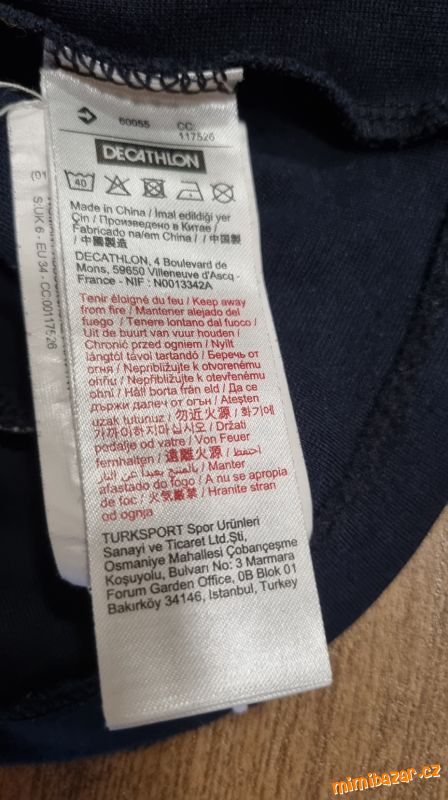 60055 CC: 117526
DECATHLON
40
Made in China / İmal edildiği yer
Çin / Произведено в Китае /
Fabricado na/em China / / 中国製
/ 中國製造
DECATHLON, 4 Boulevard de
Mons, 59650 Villeneuve d'Ascq -
France - NIF : N0013342A
Tenir éloigné du feu / Keep away
from fire / Mantener alejado del
fuego / Tenere lontano dal fuoco /
Uit de buurt van vuur houden /
Chronić przed ogniem / Nyílt
lángtól távol tartandó / Беречь от
огня / Nepribližujte k otvorenému
ohňu / Nepřibližujte k otevřenému
ohni / Håll borta från eld / Да се
държи далеч от огън / Ateşten
uzak tutunuz / 勿近火源 / 화기에
가까이하지마십시오 / Držati
podalje od vatre / Von Feuer
fernhalten / 遠離火源 / احتفظ
بالمنتج بعيدا عن النار / Manter
afastado do fogo / A nu se apropia
de foc / 火気厳禁 / Hranite stran
od ognja
TURKSPORT Spor Urünleri
Sanayi ve Ticaret Ltd.Şti,
Osmaniye Mahallesi Çobançeşme
Koşuyolu, Bulvarı No: 3 Marmara
Forum Garden Office, 0B Blok 01
Bakırköy 34146, Istanbul, Turkey
S:UK 6 - EU 34 - CC:00117526
mimibazar.cz